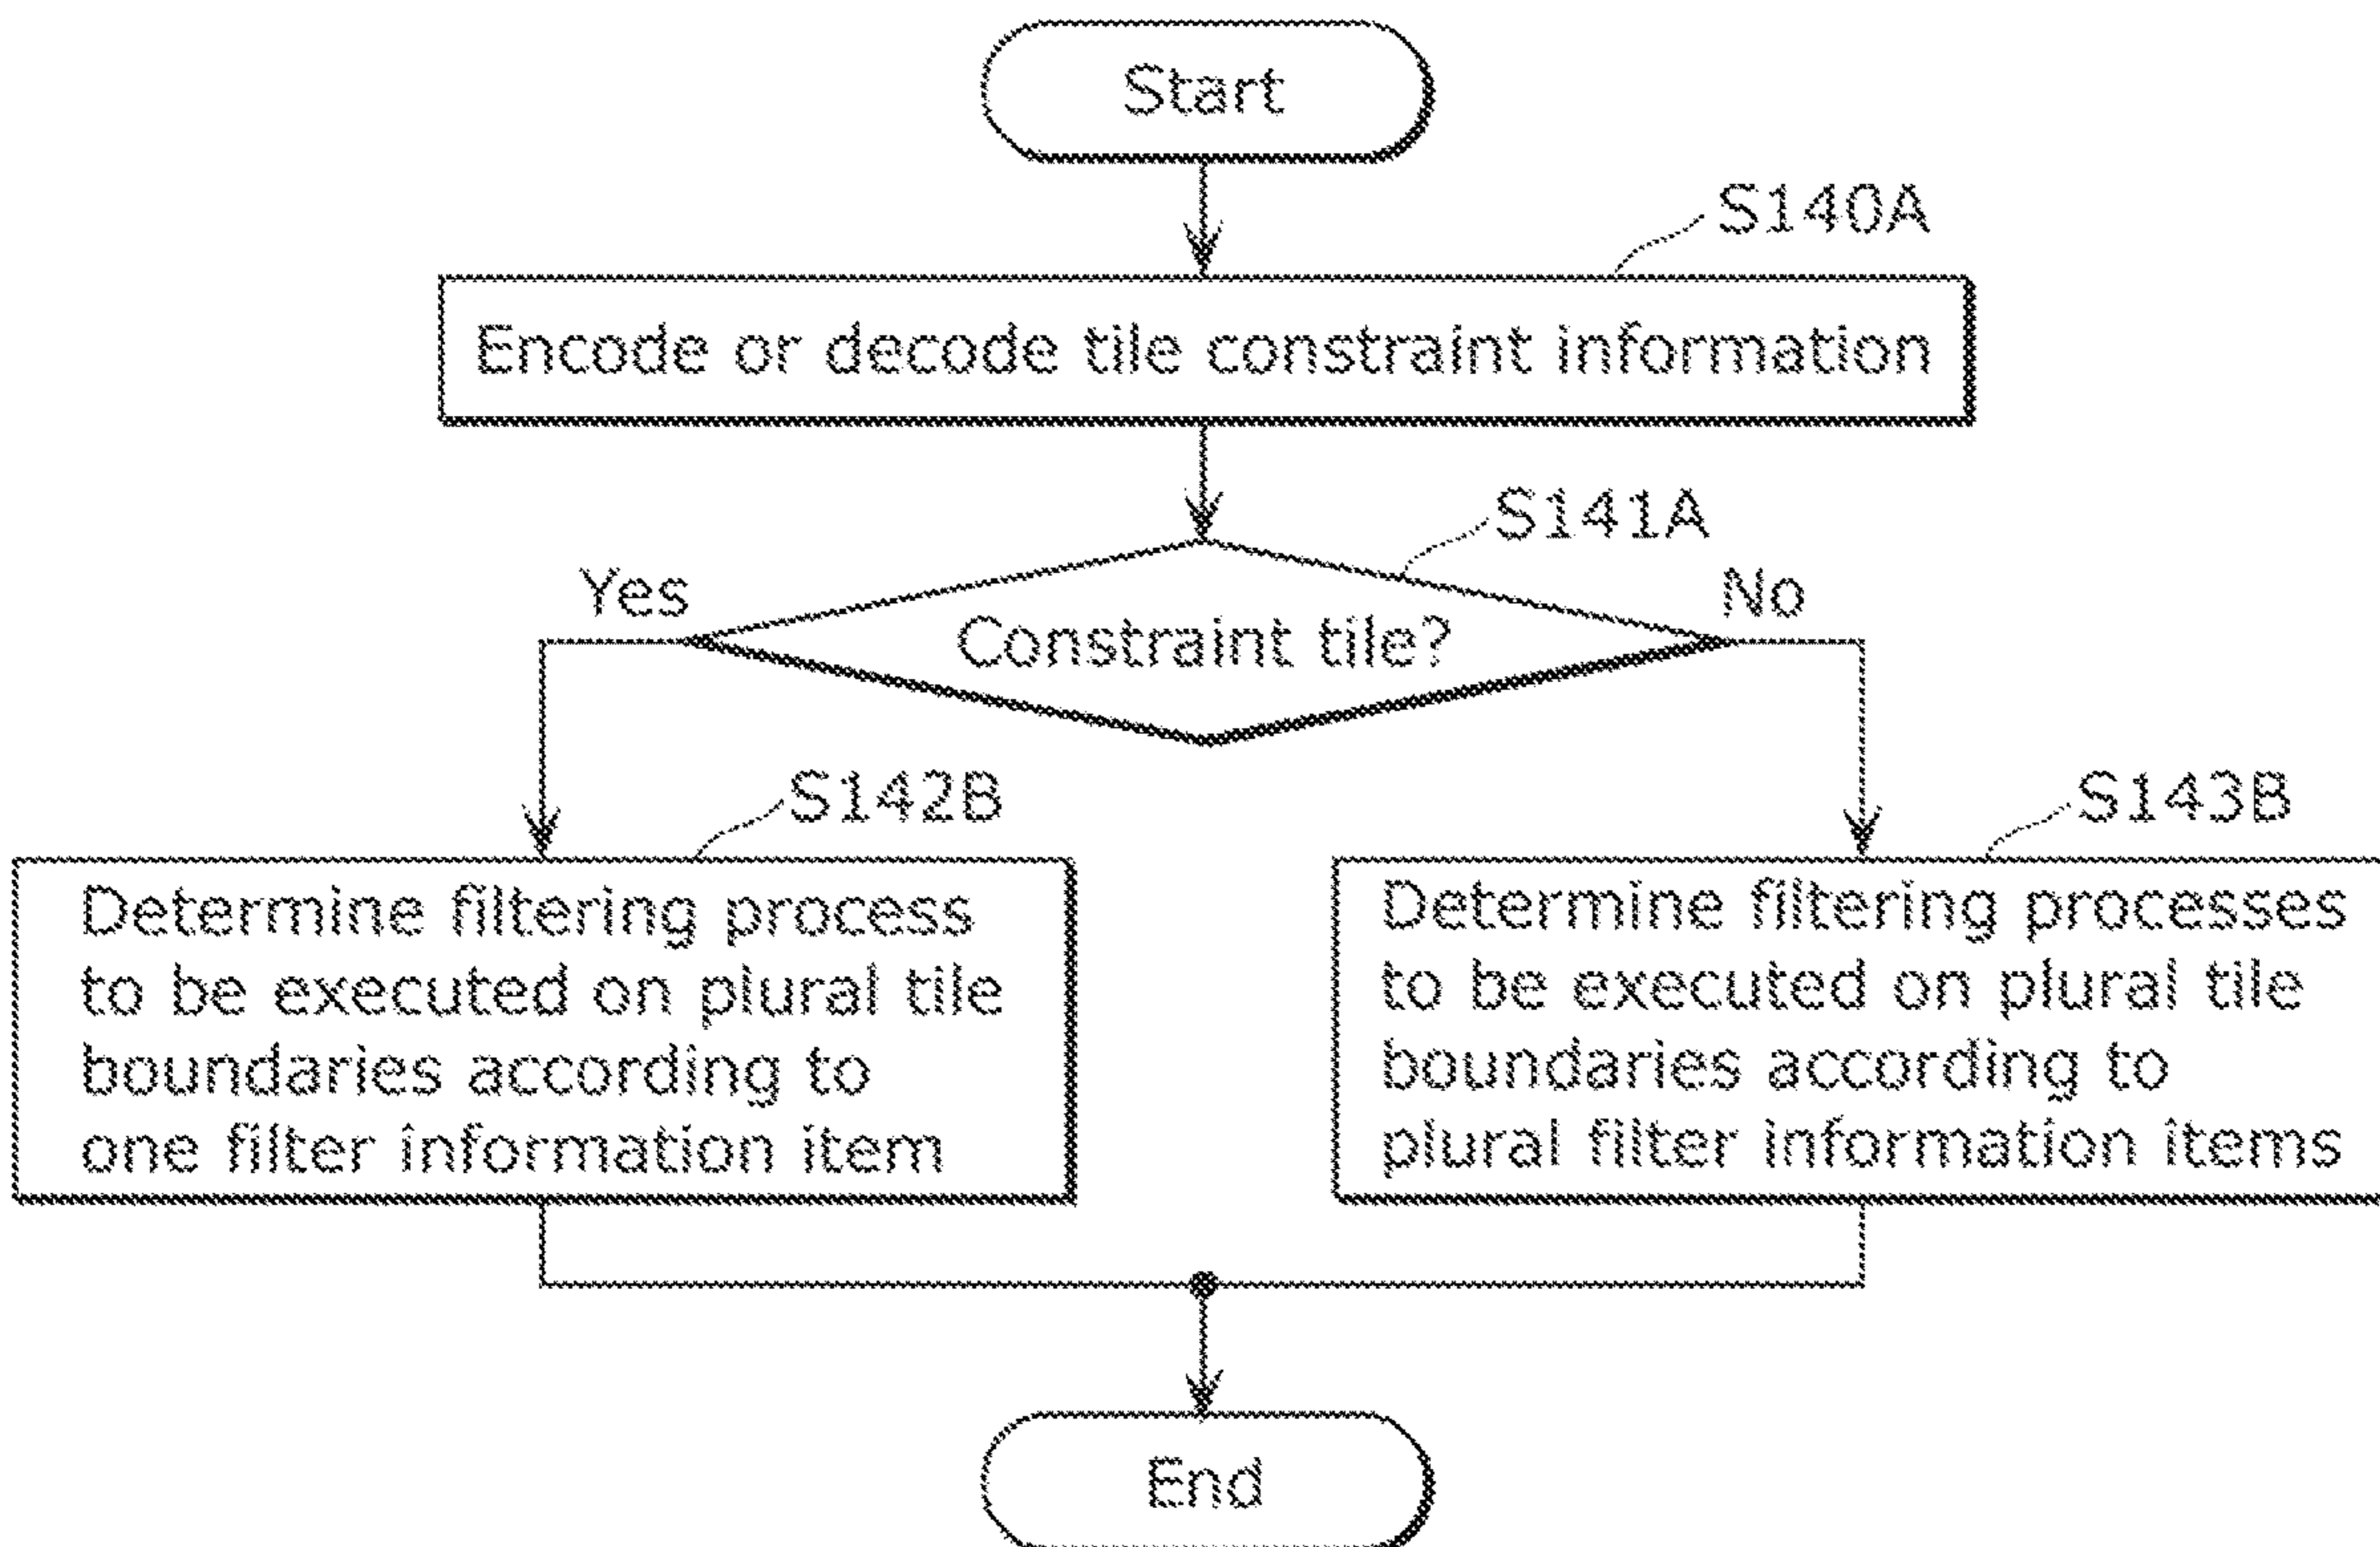 Start
S140A
Encode or decode tile constraint information
S141A
Yes
No
Constraint tile?
S142B
Determine filtering process
to be executed on plural tile
boundaries according to
one filter information item
S143B
Determine filtering processes
to be executed on plural tile
boundaries according to
plural filter information items
End